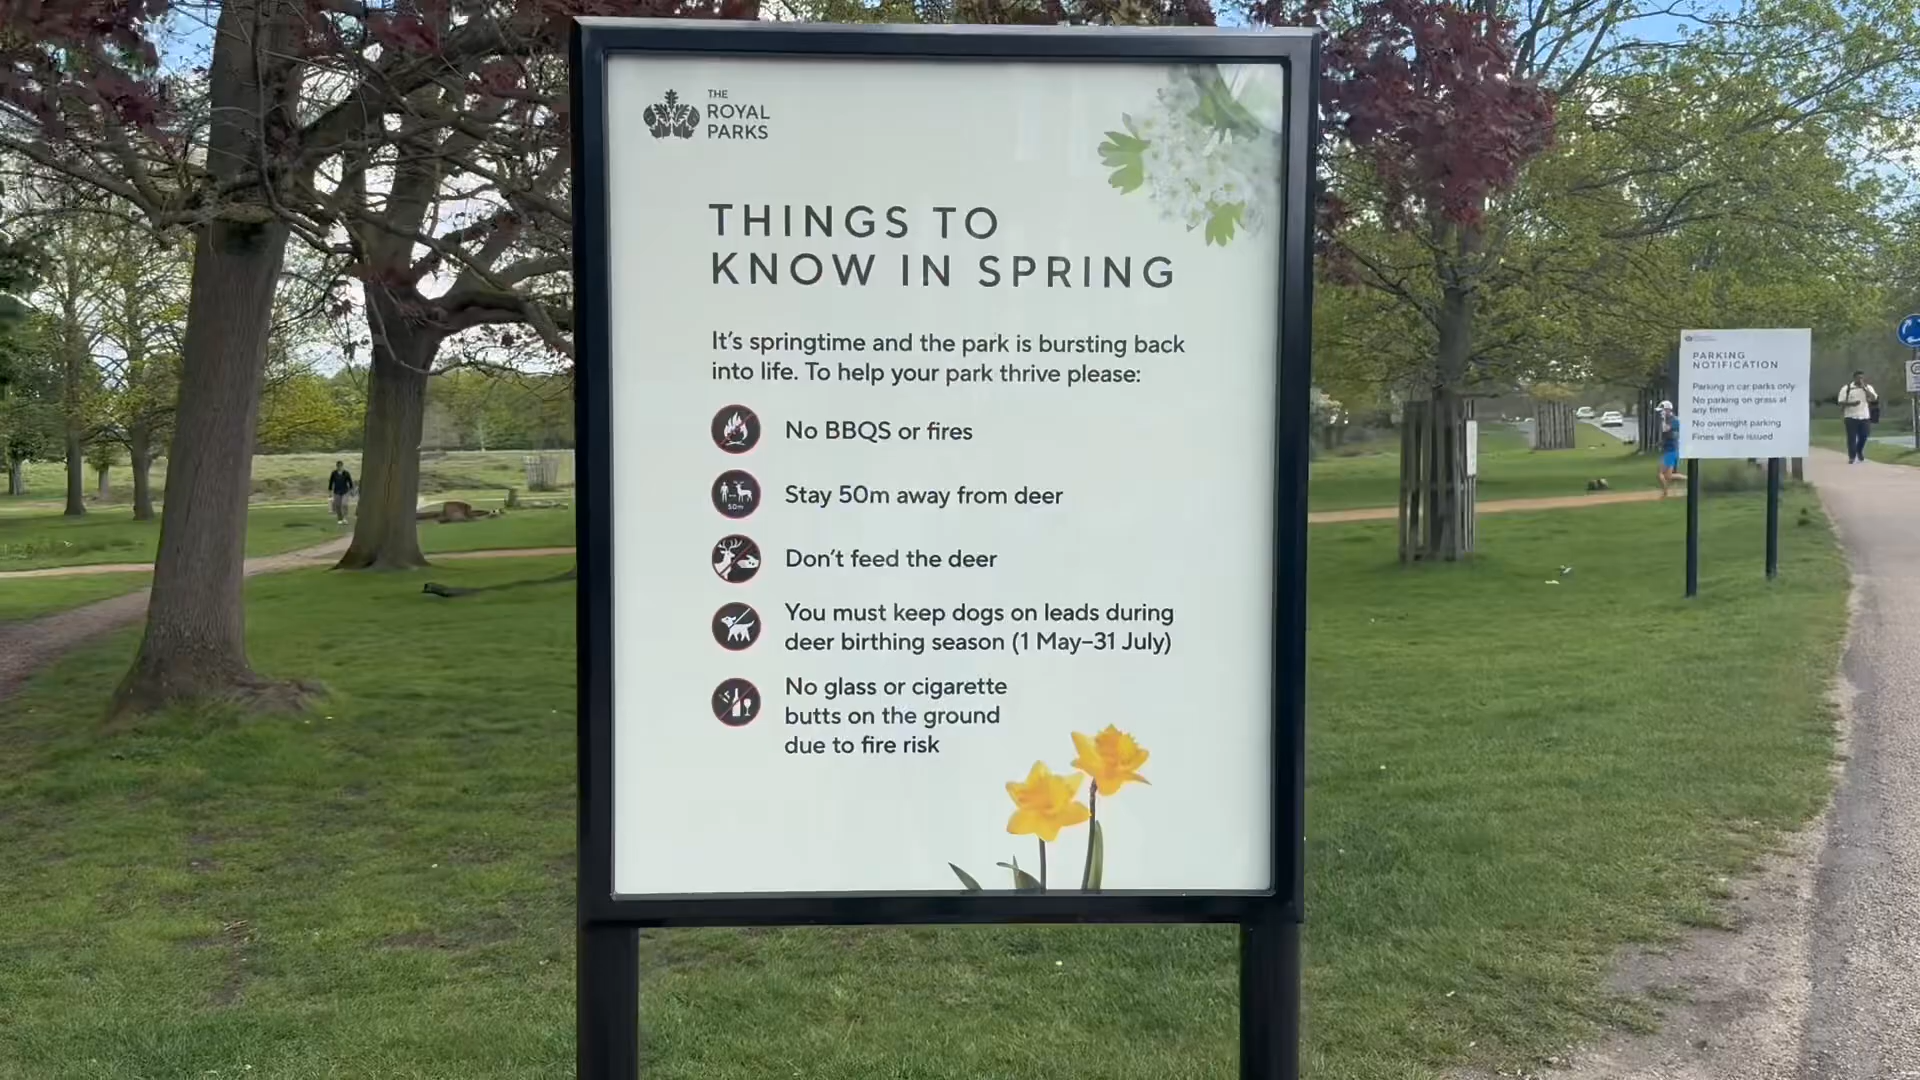 THE
ROYAL
PARKS
THINGS TO
KNOW IN SPRING
It's springtime and the park is bursting back
into life. To help your park thrive please:
No BBQS or fires
50m
Stay 50m away from deer
Don't feed the deer
You must keep dogs on leads during
deer birthing season (1 May–31 July)
No glass or cigarette
butts on the ground
due to fire risk
PARKING
NOTIFICATION
Parking in car parks only
No parking on grass at
any time
No overnight parking
Fines will be issued